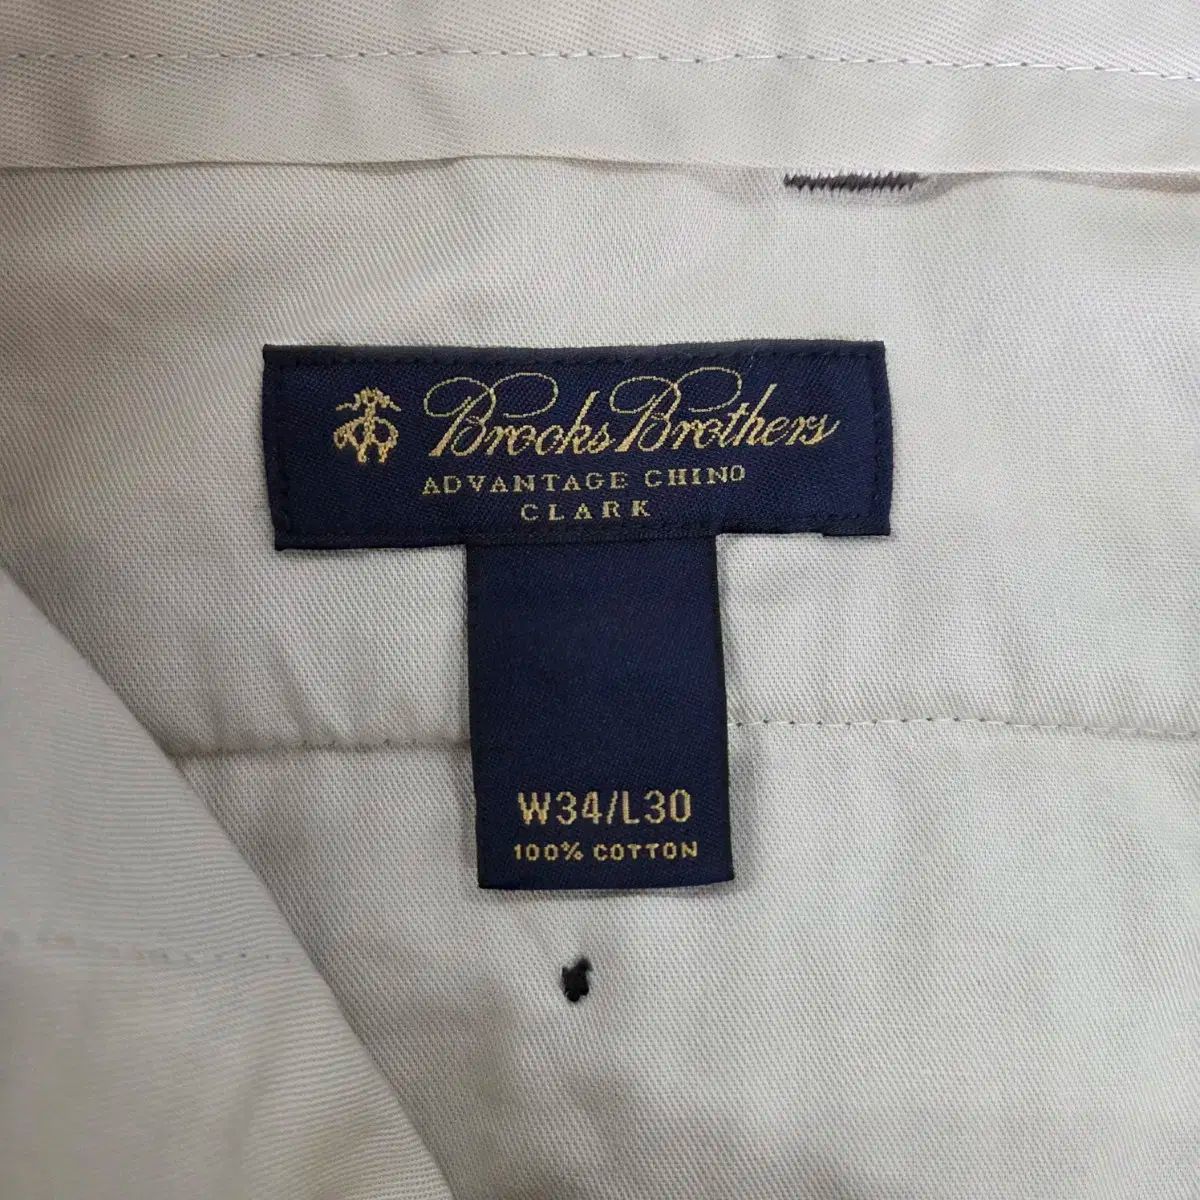 Brooks Brothers
ADVANTAGE CHINO
CLARK
W34/L30
100% COTTON